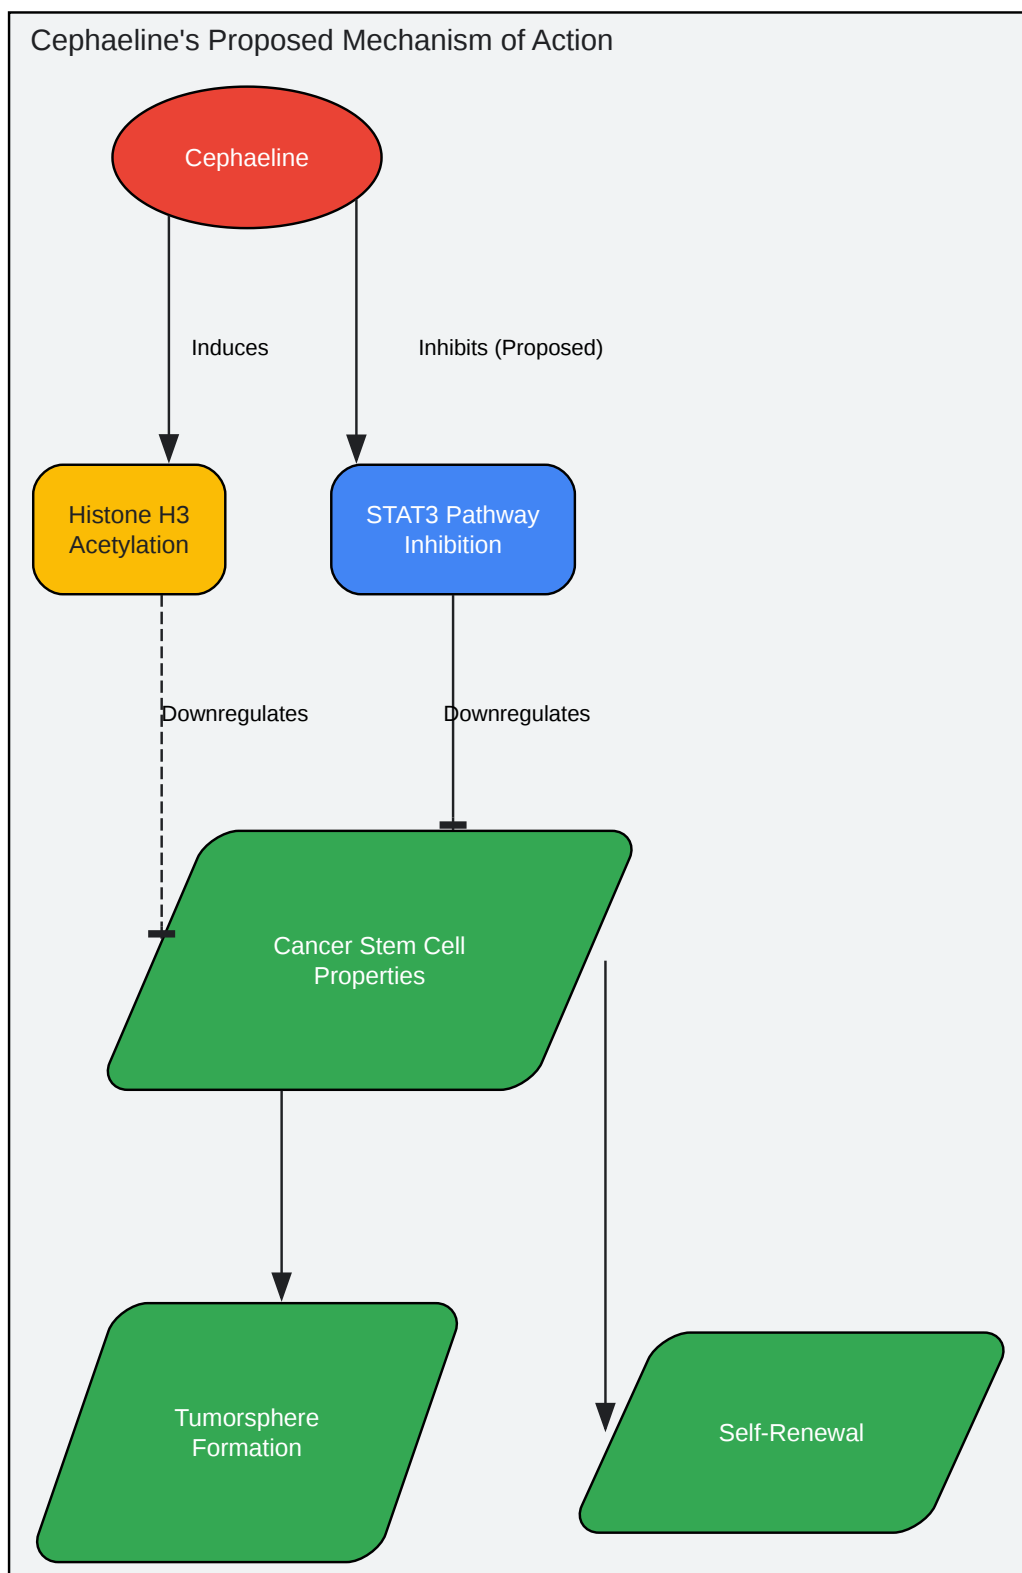 Cephaeline's Proposed Mechanism of Action
Cephaeline
Induces
Inhibits (Proposed)
Histone H3
Acetylation
STAT3 Pathway
Inhibition
Downregulates
Downregulates
Cancer Stem Cell
Properties
Tumorsphere
Formation
Self-Renewal